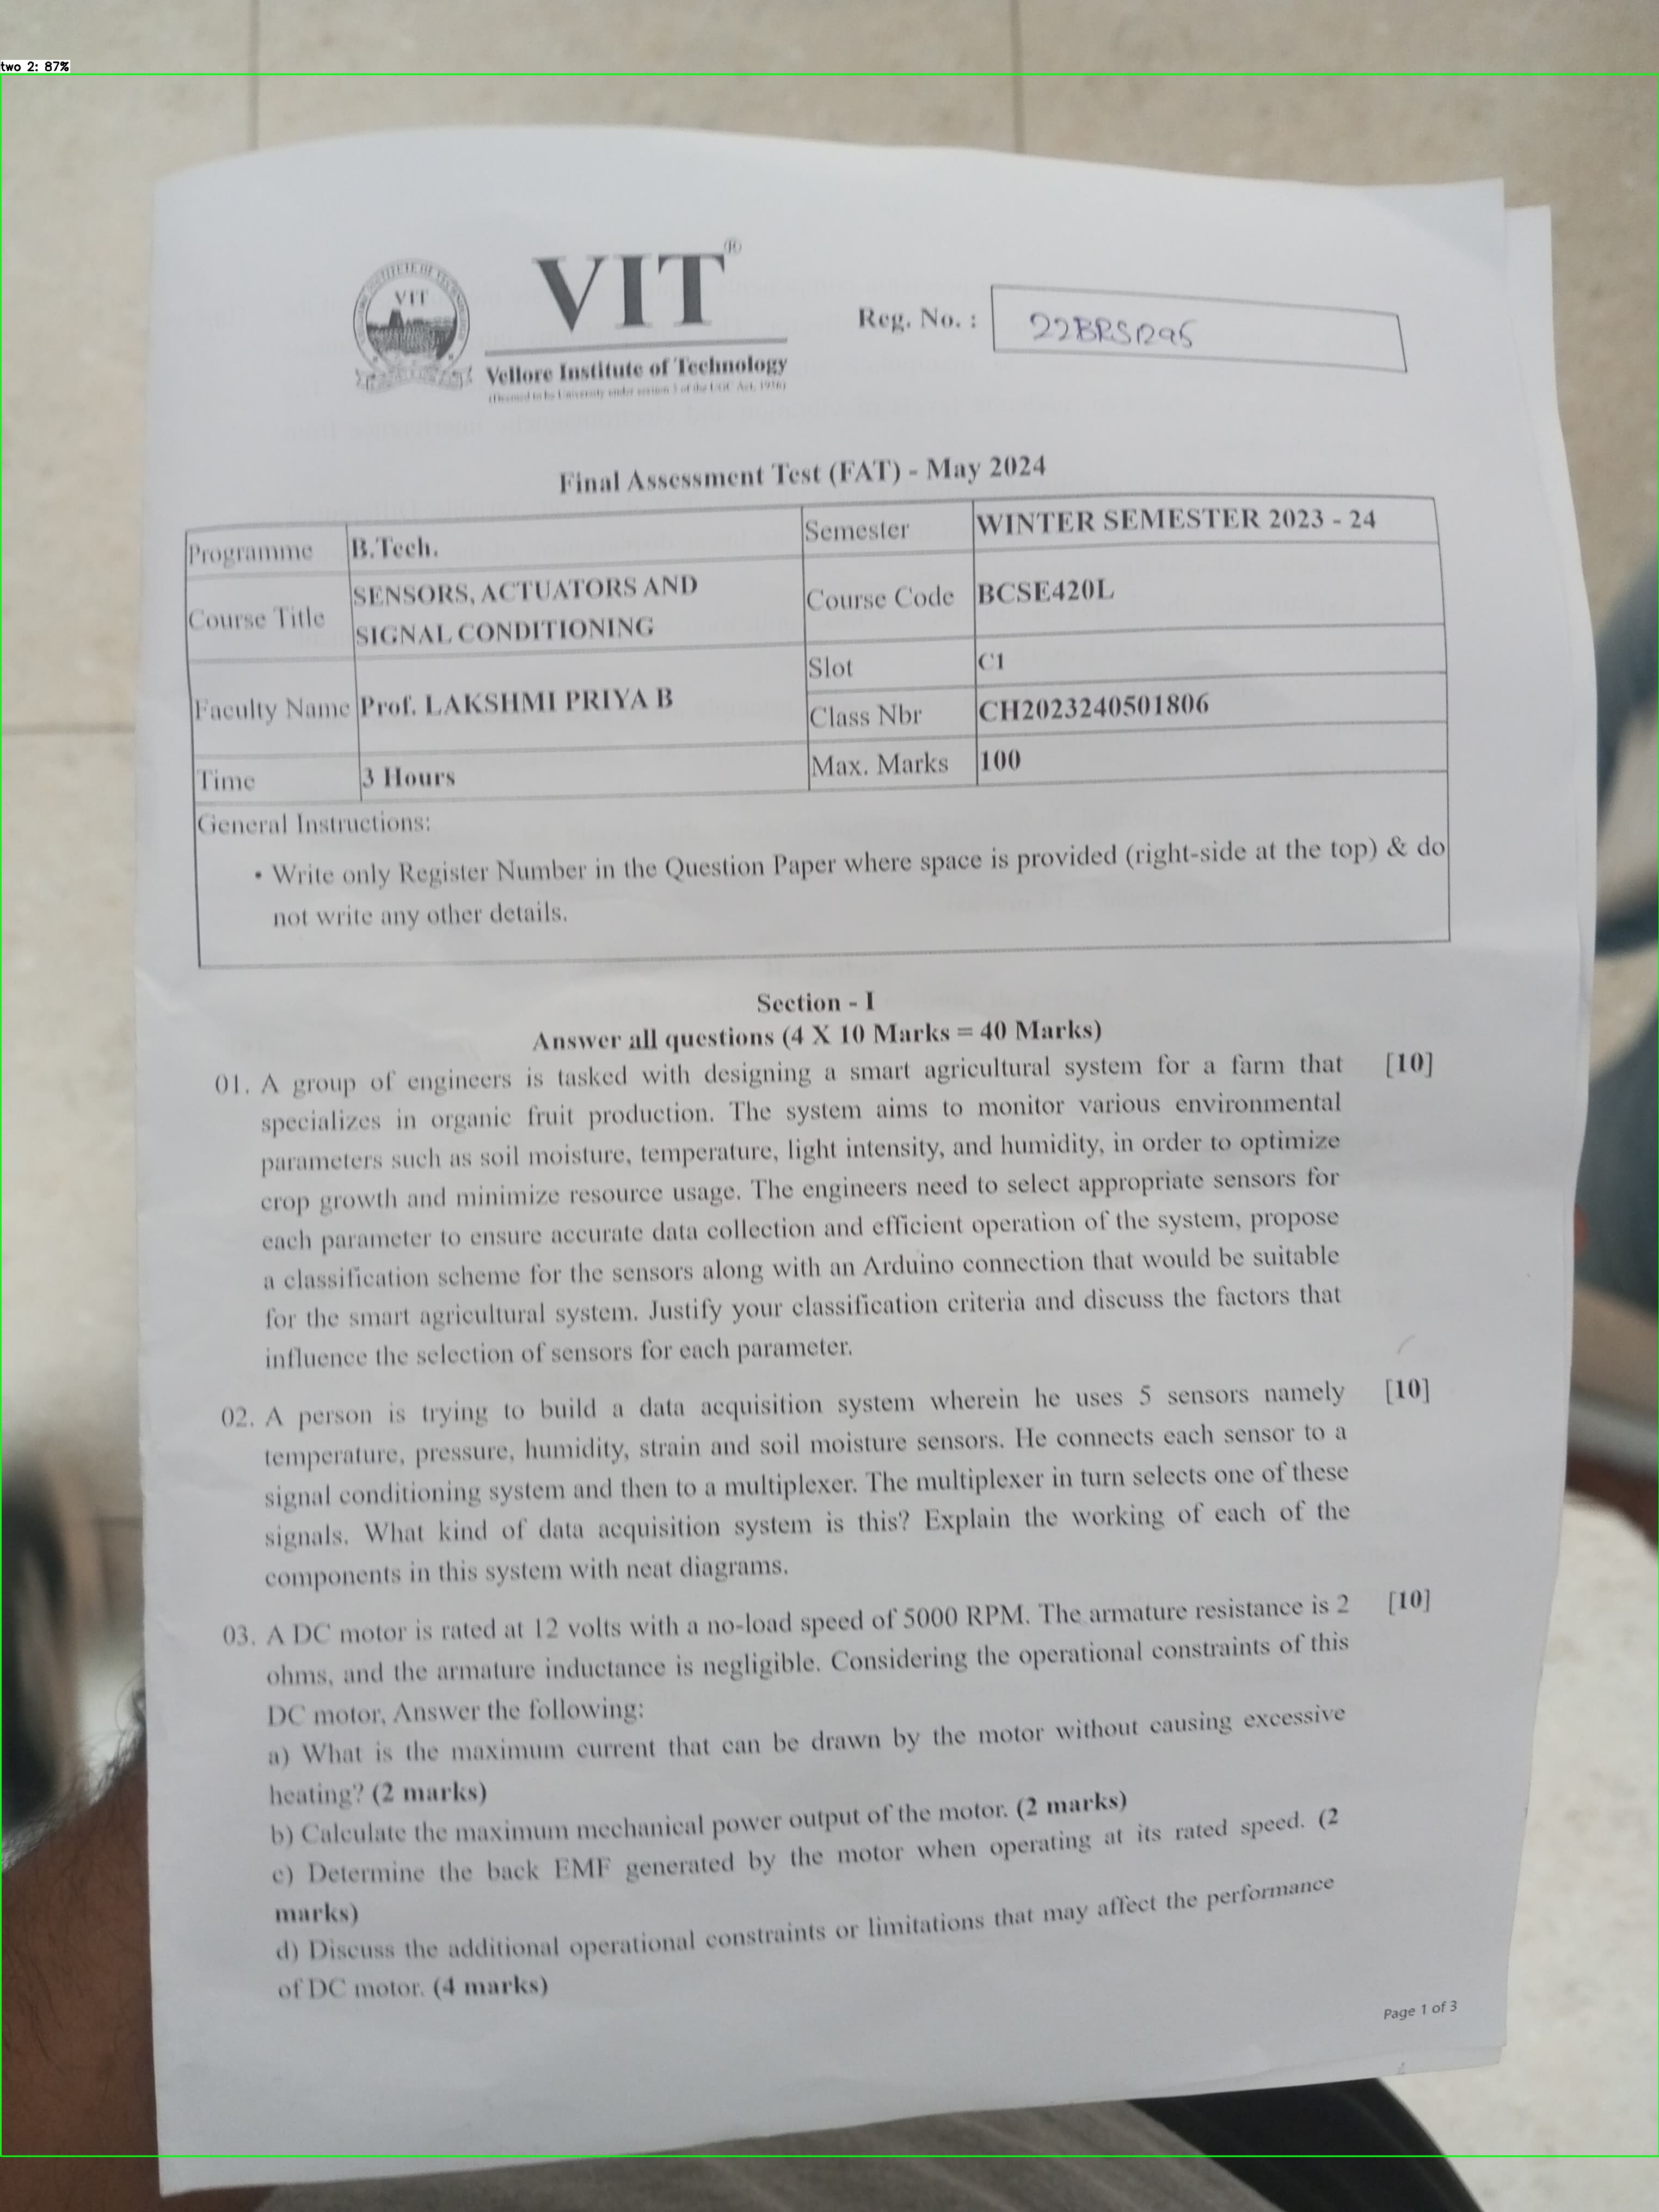 two 2: 87%
VIT®
VIT
Reg. No. : 22BRS1295
Vellore Institute of Technology
(Deemed to be University under section 3 of the UGC Act, 1956)
Final Assessment Test (FAT) - May 2024
Programme B.Tech. Semester WINTER SEMESTER 2023 - 24
Course Title SENSORS, ACTUATORS AND SIGNAL CONDITIONING Course Code BCSE420L
Faculty Name Prof. LAKSHMI PRIYA B Slot C1
Class Nbr CH2023240501806
Time 3 Hours Max. Marks 100
General Instructions:
• Write only Register Number in the Question Paper where space is provided (right-side at the top) & do
not write any other details.
Section - I
Answer all questions (4 X 10 Marks = 40 Marks)
01. A group of engineers is tasked with designing a smart agricultural system for a farm that [10]
specializes in organic fruit production. The system aims to monitor various environmental
parameters such as soil moisture, temperature, light intensity, and humidity, in order to optimize
crop growth and minimize resource usage. The engineers need to select appropriate sensors for
each parameter to ensure accurate data collection and efficient operation of the system, propose
a classification scheme for the sensors along with an Arduino connection that would be suitable
for the smart agricultural system. Justify your classification criteria and discuss the factors that
influence the selection of sensors for each parameter.
02. A person is trying to build a data acquisition system wherein he uses 5 sensors namely [10]
temperature, pressure, humidity, strain and soil moisture sensors. He connects each sensor to a
signal conditioning system and then to a multiplexer. The multiplexer in turn selects one of these
signals. What kind of data acquisition system is this? Explain the working of each of the
components in this system with neat diagrams.
03. A DC motor is rated at 12 volts with a no-load speed of 5000 RPM. The armature resistance is 2 [10]
ohms, and the armature inductance is negligible. Considering the operational constraints of this
DC motor, Answer the following:
a) What is the maximum current that can be drawn by the motor without causing excessive
heating? (2 marks)
b) Calculate the maximum mechanical power output of the motor. (2 marks)
c) Determine the back EMF generated by the motor when operating at its rated speed. (2
marks)
d) Discuss the additional operational constraints or limitations that may affect the performance
of DC motor. (4 marks)
Page 1 of 3